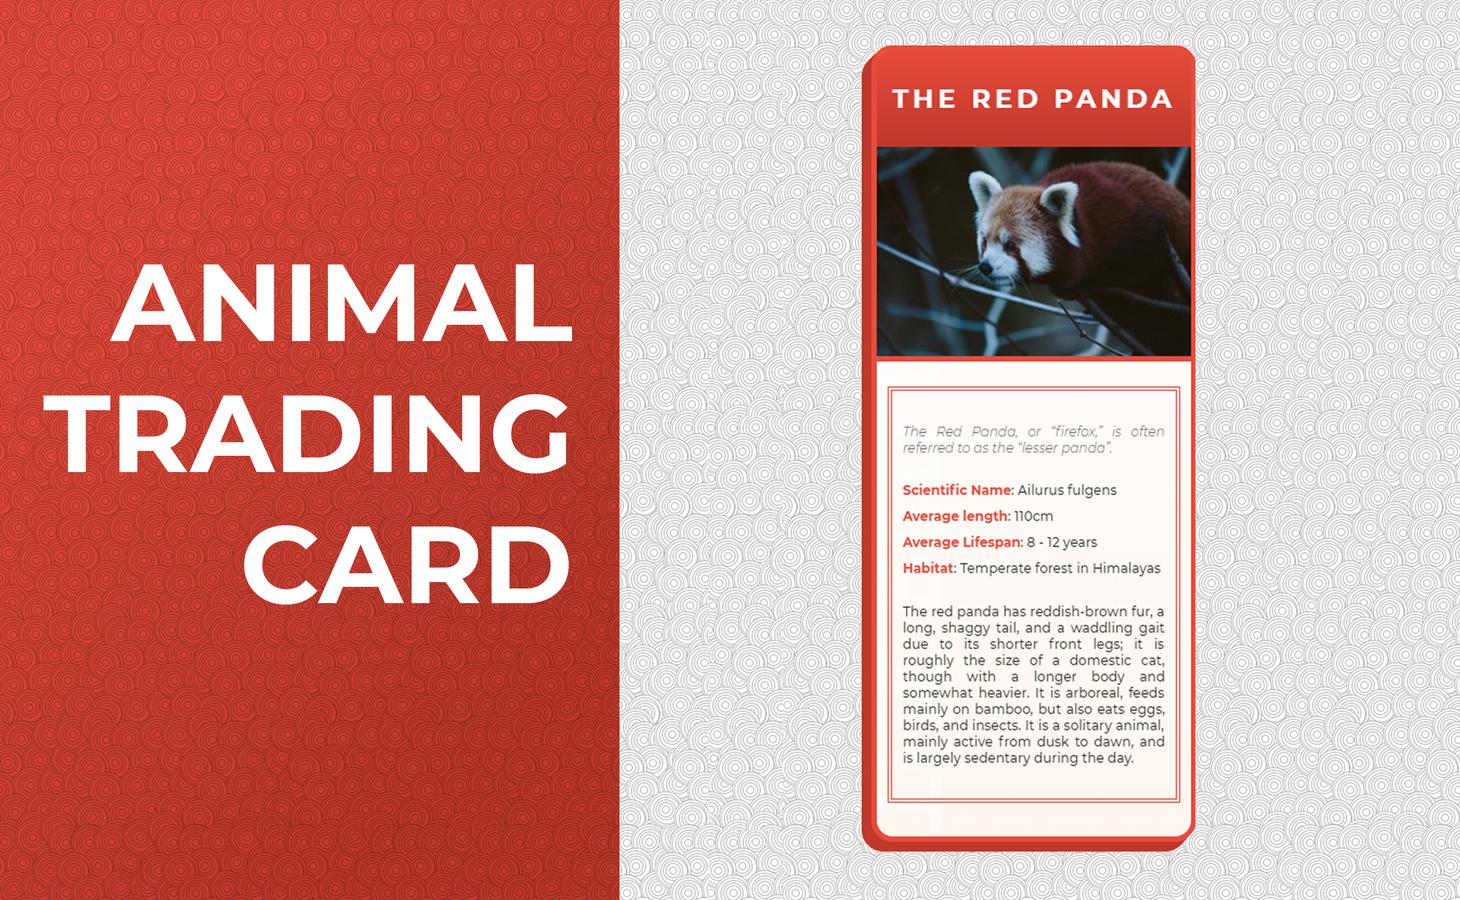 ANIMAL
TRADING
CARD
THE RED PANDA
The Red Panda, or “firefox,” is often
referred to as the “lesser panda”.
Scientific Name: Ailurus fulgens
Average length: 110cm
Average Lifespan: 8 - 12 years
Habitat: Temperate forest in Himalayas
The red panda has reddish-brown fur, a
long, shaggy tail, and a waddling gait
due to its shorter front legs; it is
roughly the size of a domestic cat,
though with a longer body and
somewhat heavier. It is arboreal, feeds
mainly on bamboo, but also eats eggs,
birds, and insects. It is a solitary animal,
mainly active from dusk to dawn, and
is largely sedentary during the day.